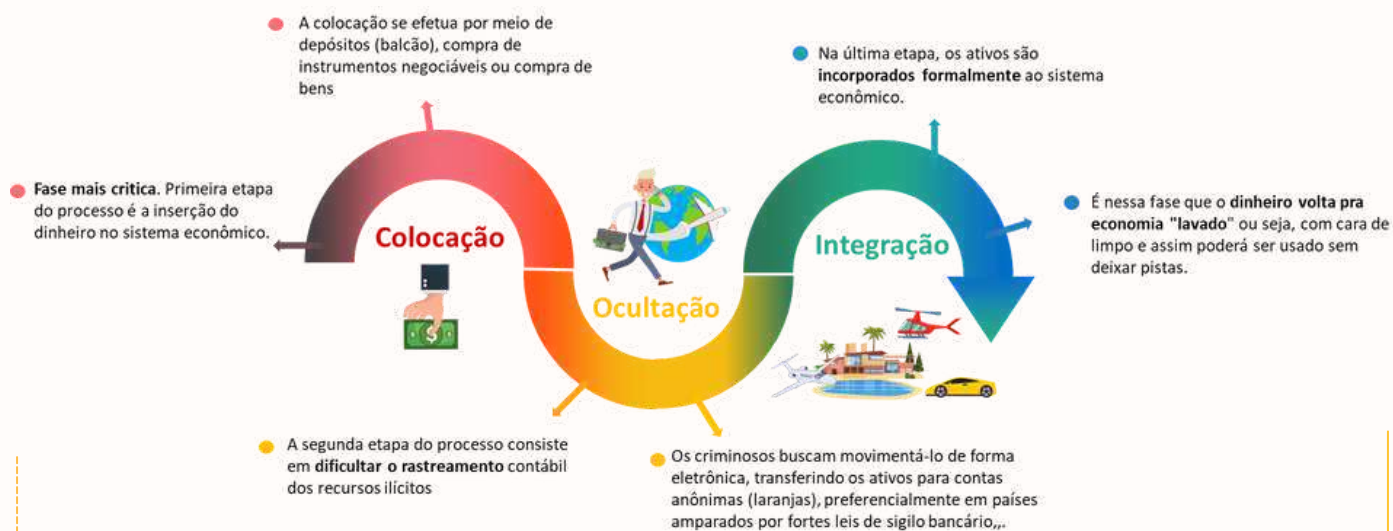 A colocação se efetua por meio de
depósitos (balcão), compra de
instrumentos negociáveis ou compra de
bens
Fase mais critica. Primeira etapa
do processo é a inserção do
dinheiro no sistema econômico.
Colocação
$
A segunda etapa do processo consiste
em dificultar o rastreamento contábil
dos recursos ilícitos
Ocultação
Os criminosos buscam movimentá-lo de forma
eletrônica, transferindo os ativos para contas
anônimas (laranjas), preferencialmente em países
amparados por fortes leis de sigilo bancário,,.
Integração
Na última etapa, os ativos são
incorporados formalmente ao sistema
econômico.
É nessa fase que o dinheiro volta pra
economia "lavado" ou seja, com cara de
limpo e assim poderá ser usado sem
deixar pistas.